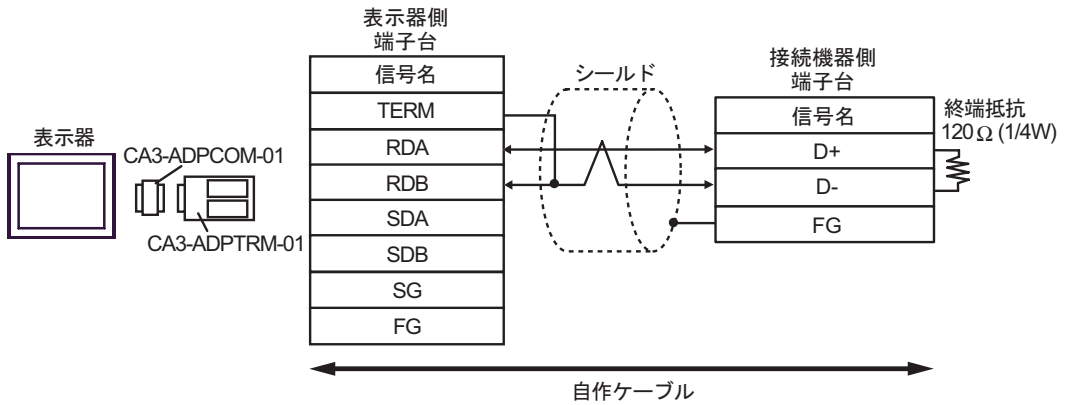 表示器
CA3-ADPCOM-01
CA3-ADPTRM-01
表示器側
端子台
信号名
TERM
RDA
RDB
SDA
SDB
SG
FG
シールド
接続機器側
端子台
信号名
D+
D-
FG
終端抵抗
120Ω(1/4W)
自作ケーブル